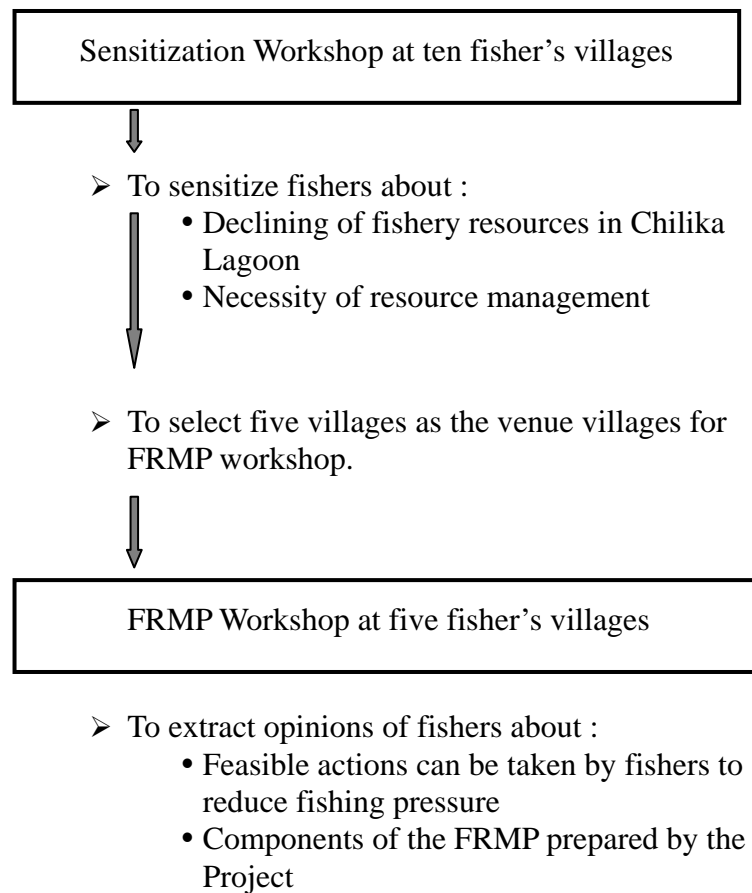 Sensitization Workshop at ten fisher’s villages
➢ To sensitize fishers about :
• Declining of fishery resources in Chilika
Lagoon
• Necessity of resource management
➢ To select five villages as the venue villages for
FRMP workshop.
FRMP Workshop at five fisher’s villages
➢ To extract opinions of fishers about :
• Feasible actions can be taken by fishers to
reduce fishing pressure
• Components of the FRMP prepared by the
Project